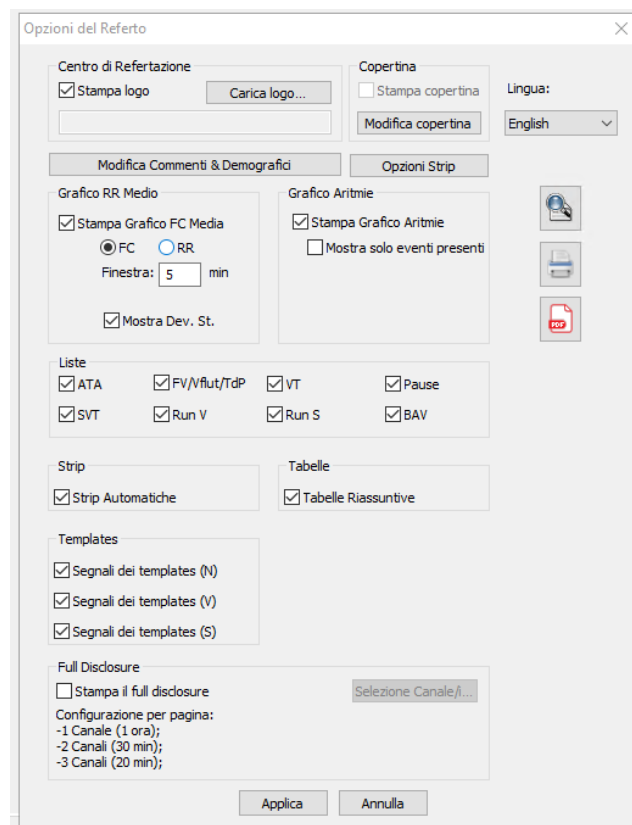 Opzioni del Referto
Centro di Refertazione
Stampa logo
Carica logo...
Copertina
Stampa copertina
Modifica copertina
Lingua:
English
Modifica Commenti & Demografici
Opzioni Strip
Grafico RR Medio
Stampa Grafico FC Media
FC
RR
Finestra: 5 min
Mostra Dev. St.
Grafico Aritmie
Stampa Grafico Aritmie
Mostra solo eventi presenti
PDF
Liste
ATA
FV/Vflut/TdP
VT
Pause
SVT
Run V
Run S
BAV
Strip
Strip Automatiche
Tabelle
Tabelle Riassuntive
Templates
Segnali dei templates (N)
Segnali dei templates (V)
Segnali dei templates (S)
Full Disclosure
Stampa il full disclosure
Selezione Canale/i...
Configurazione per pagina:
-1 Canale (1 ora);
-2 Canali (30 min);
-3 Canali (20 min);
Applica
Annulla